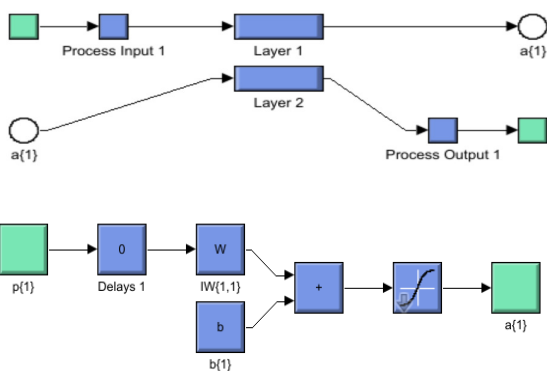 Process Input 1
Layer 1
a{1}
Layer 2
a{1}
Process Output 1
0
W
p{1}
Delays 1
IW{1,1}
+
b
a{1}
b{1}